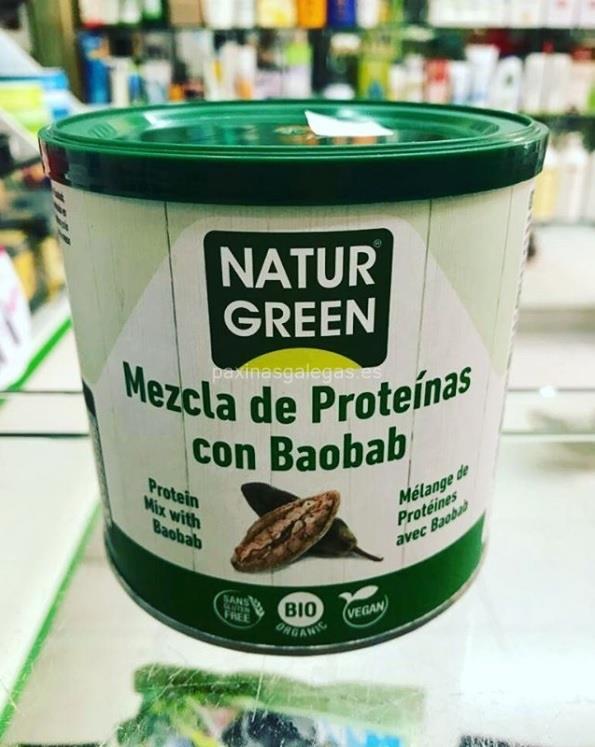 NATUR®
GREEN
paxinasgalegas.es
Mezcla de Proteínas
con Baobab
Protein
Mix with
Baobab
Mélange de
Protéines
avec Baobab
SANS
GLUTEN
FREE
BIO
ORGANIC
VEGAN